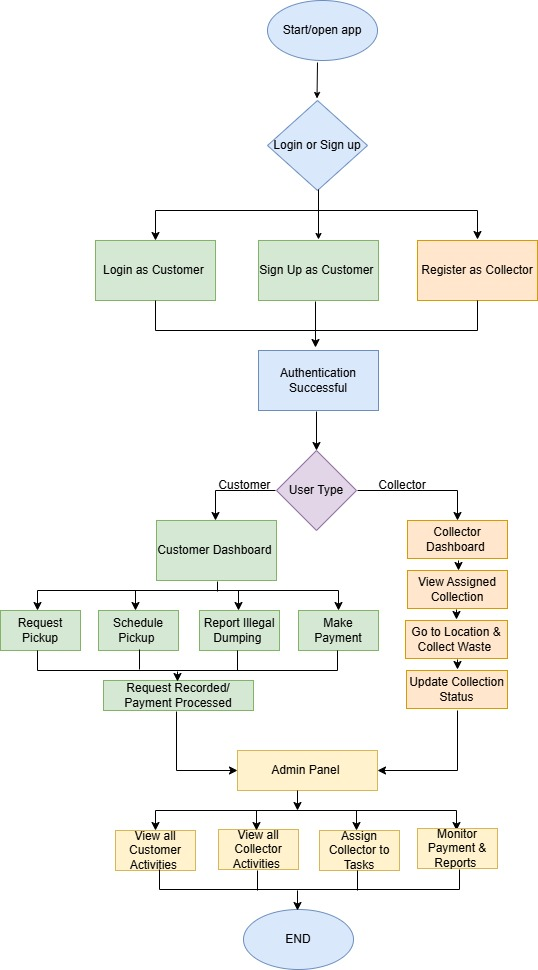 Start/open app
Login or Sign up
Login as Customer
Sign Up as Customer
Register as Collector
Authentication
Successful
User Type
Customer
Collector
Customer Dashboard
Collector
Dashboard
View Assigned
Collection
Request
Pickup
Schedule
Pickup
Report Illegal
Dumping
Make
Payment
Go to Location &
Collect Waste
Request Recorded/
Payment Processed
Update Collection
Status
Admin Panel
View all
Customer
Activities
View all
Collector
Activities
Assign
Collector to
Tasks
Monitor
Payment &
Reports
END